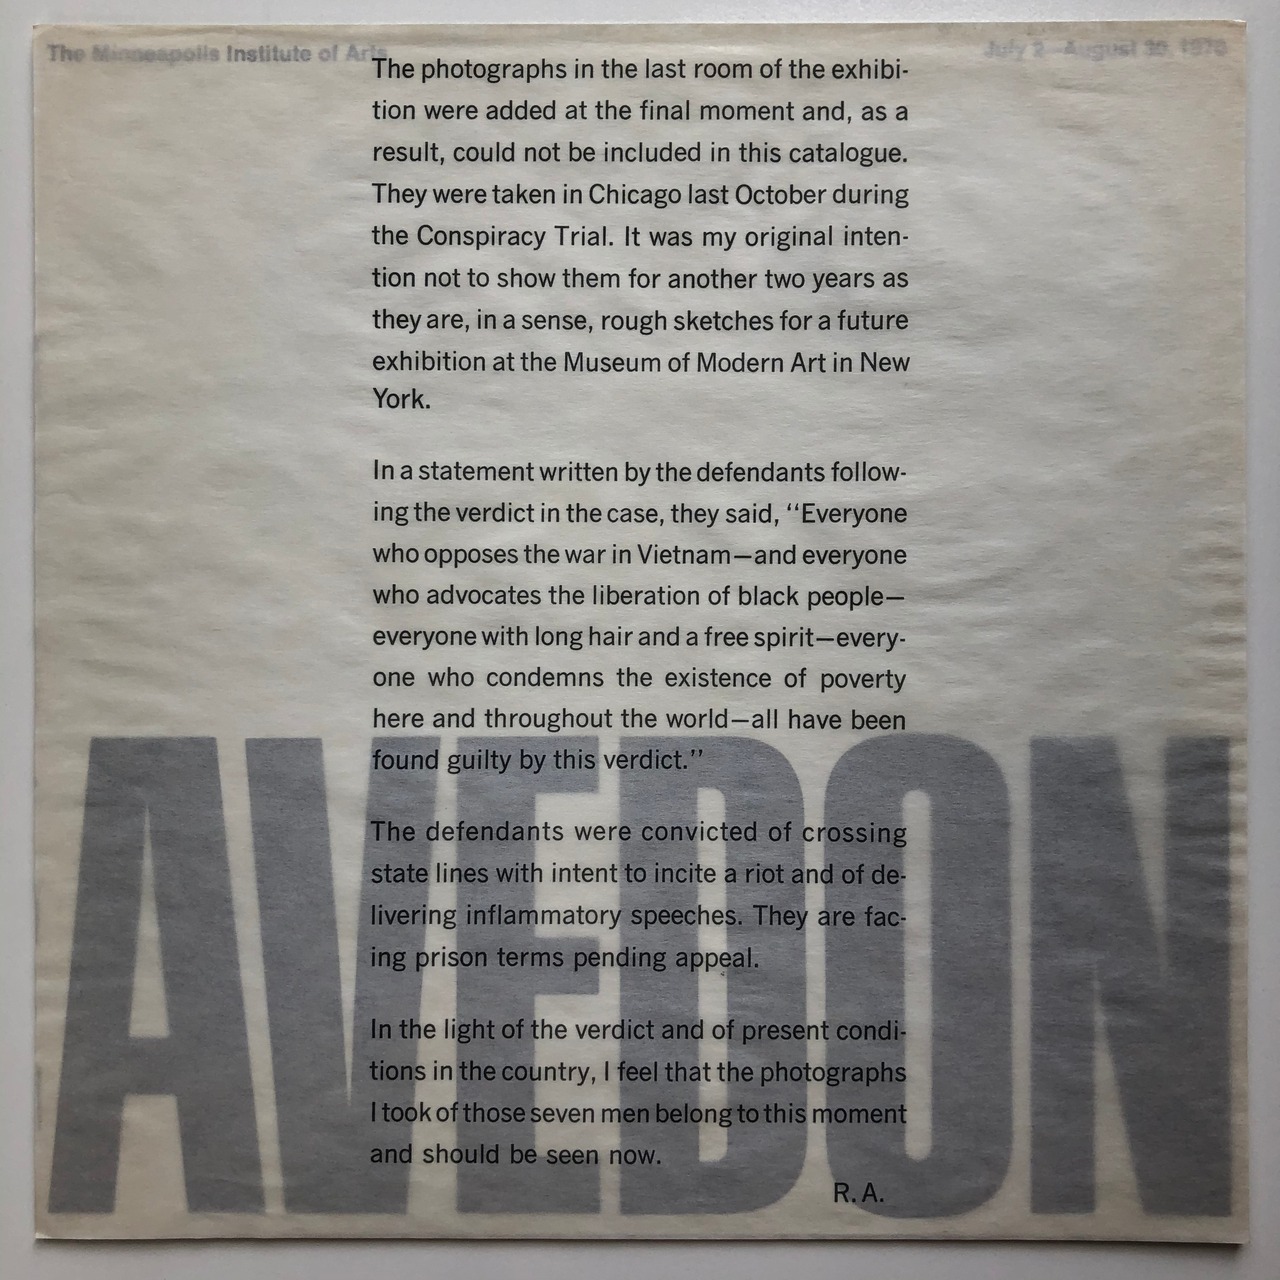 The Minneapolis Institute of Arts
July 2–August 30, 1970
The photographs in the last room of the exhibi-
tion were added at the final moment and, as a
result, could not be included in this catalogue.
They were taken in Chicago last October during
the Conspiracy Trial. It was my original inten-
tion not to show them for another two years as
they are, in a sense, rough sketches for a future
exhibition at the Museum of Modern Art in New
York.
In a statement written by the defendants follow-
ing the verdict in the case, they said, ‘‘Everyone
who opposes the war in Vietnam—and everyone
who advocates the liberation of black people—
everyone with long hair and a free spirit—every-
one who condemns the existence of poverty
here and throughout the world—all have been
found guilty by this verdict.’’
The defendants were convicted of crossing
state lines with intent to incite a riot and of de-
livering inflammatory speeches. They are fac-
ing prison terms pending appeal.
In the light of the verdict and of present condi-
tions in the country, I feel that the photographs
I took of those seven men belong to this moment
and should be seen now.
R. A.
AVEDON